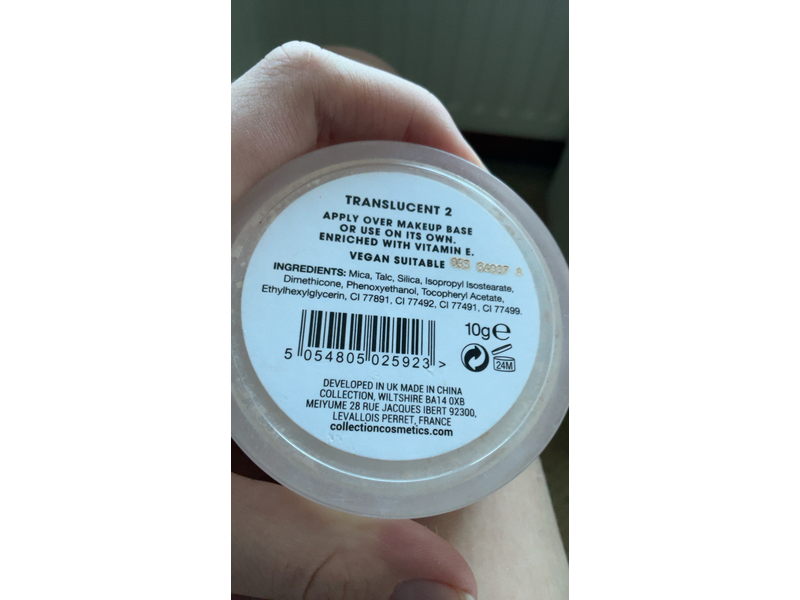 TRANSLUCENT 2
APPLY OVER MAKEUP BASE
OR USE ON ITS OWN.
ENRICHED WITH VITAMIN E.
VEGAN SUITABLE
INGREDIENTS: Mica, Talc, Silica, Isopropyl Isostearate,
Dimethicone, Phenoxyethanol, Tocopheryl Acetate,
Ethylhexylglycerin, CI 77891, CI 77492, CI 77491, CI 77499.
10g℮
5 054805 025923 >
24M
DEVELOPED IN UK MADE IN CHINA
COLLECTION, WILTSHIRE BA14 0XB
MEIYUME 28 RUE JACQUES IBERT 92300,
LEVALLOIS PERRET, FRANCE
collectioncosmetics.com